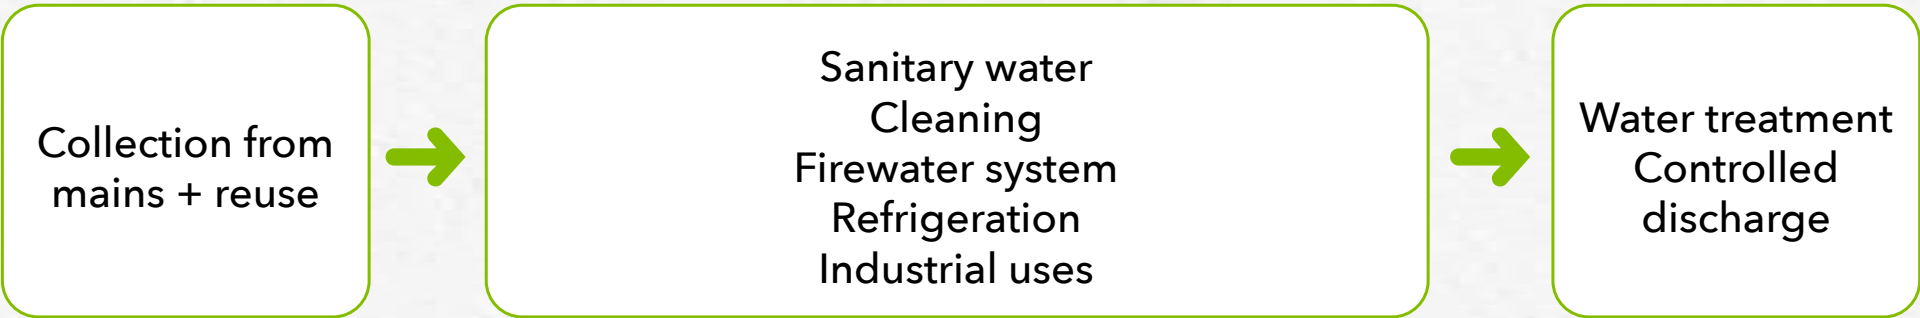 Collection from
mains + reuse
Sanitary water
Cleaning
Firewater system
Refrigeration
Industrial uses
Water treatment
Controlled
discharge